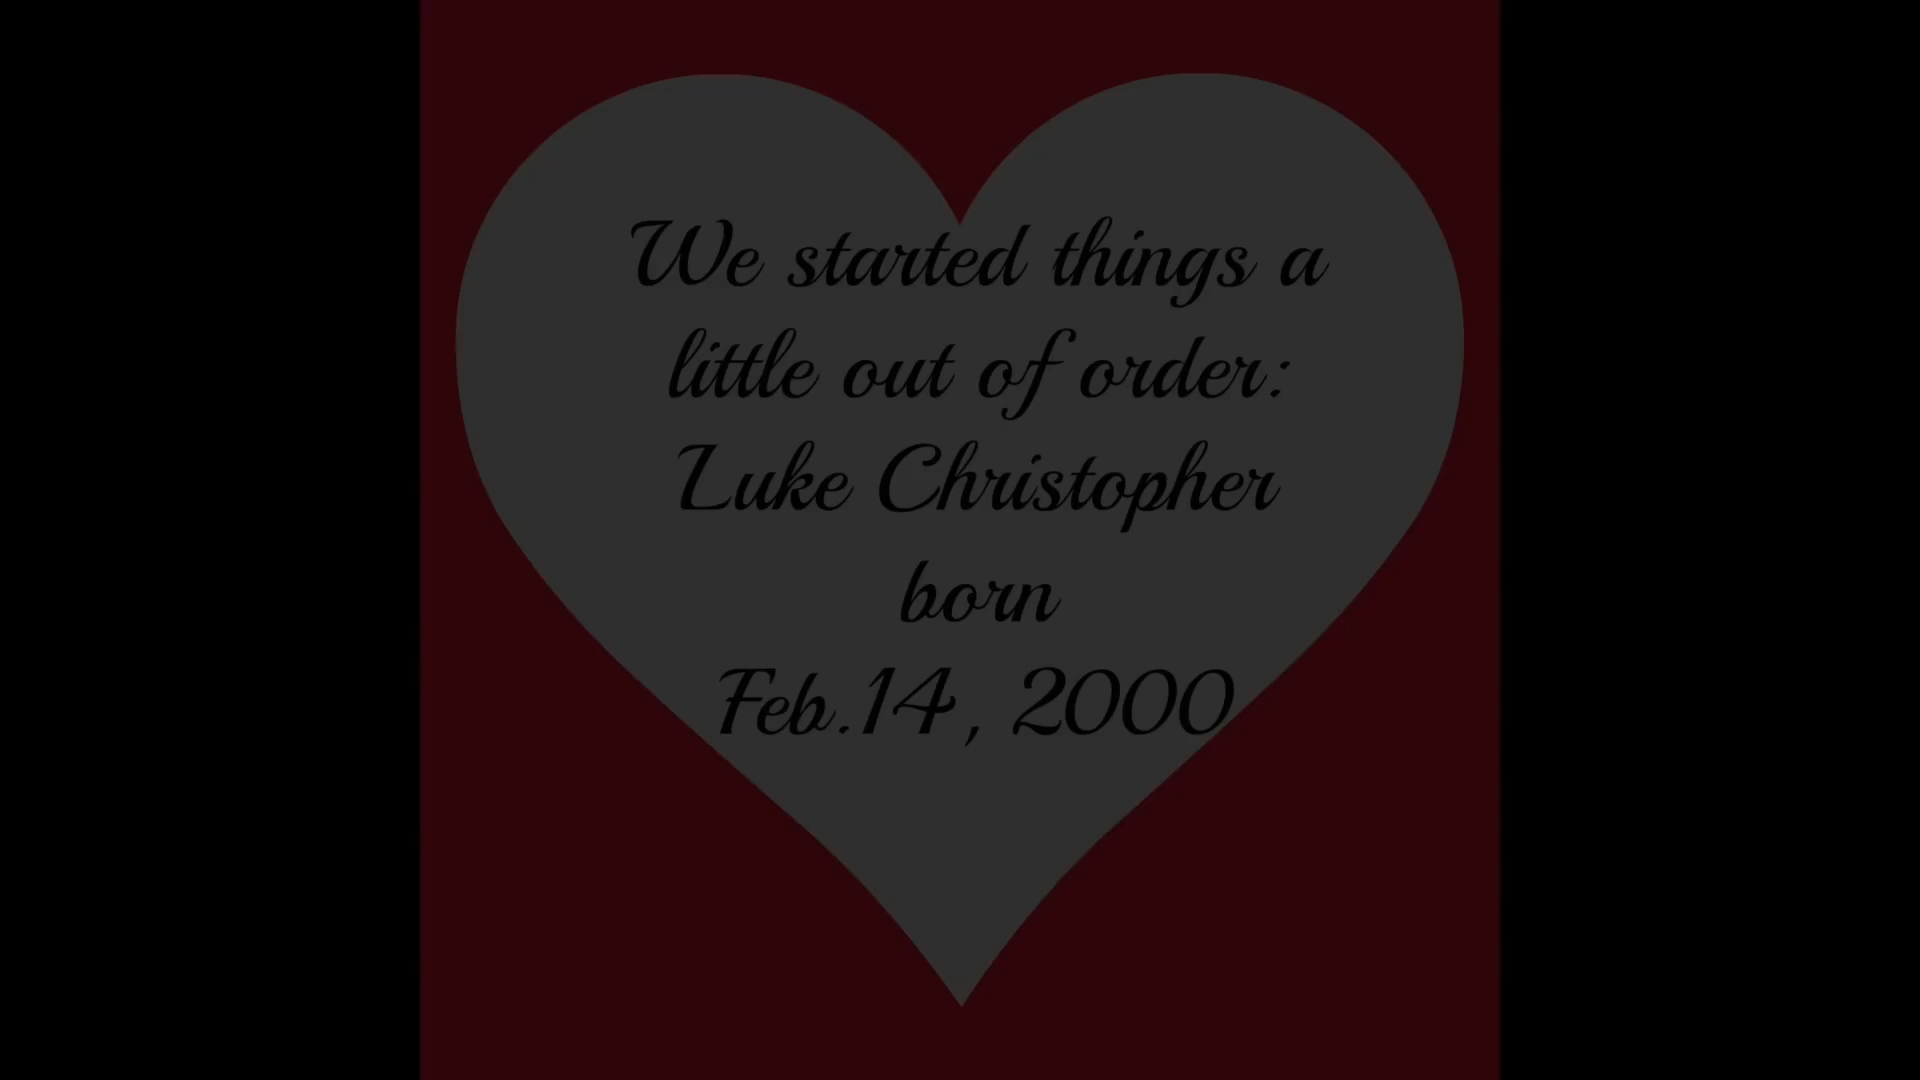 We started things a
little out of order:
Luke Christopher
born
Feb.14, 2000